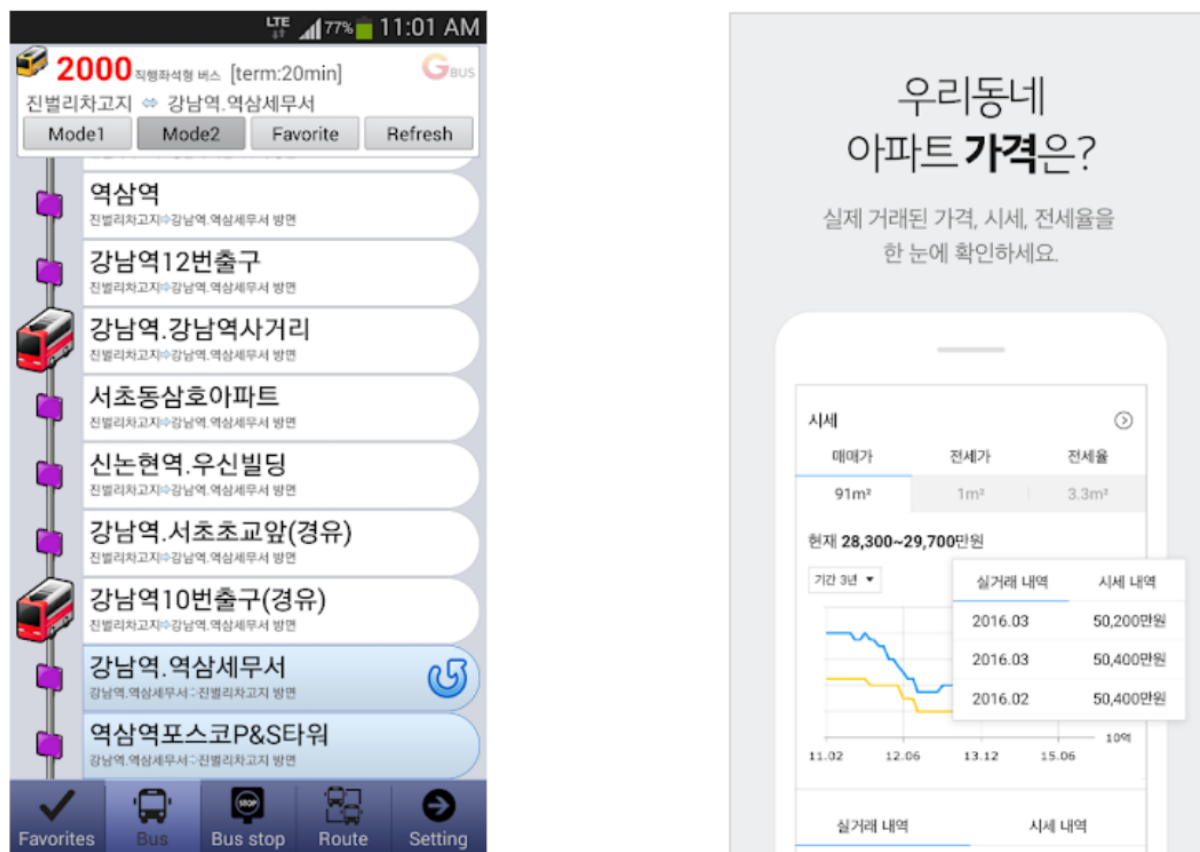 LTE 77% 11:01 AM
2000 직행좌석형 버스 [term:20min] GBUS
진벌리차고지 ⇔ 강남역.역삼세무서
Mode1 Mode2 Favorite Refresh
역삼역
진벌리차고지⇨강남역.역삼세무서 방면
강남역12번출구
진벌리차고지⇨강남역.역삼세무서 방면
강남역.강남역사거리
진벌리차고지⇨강남역.역삼세무서 방면
서초동삼호아파트
진벌리차고지⇨강남역.역삼세무서 방면
신논현역.우신빌딩
진벌리차고지⇨강남역.역삼세무서 방면
강남역.서초초교앞(경유)
진벌리차고지⇨강남역.역삼세무서 방면
강남역10번출구(경유)
진벌리차고지⇨강남역.역삼세무서 방면
강남역.역삼세무서
강남역.역삼세무서⇨진벌리차고지 방면
역삼역포스코P&S타워
강남역.역삼세무서⇨진벌리차고지 방면
STOP
Favorites Bus Bus stop Route Setting
우리동네
아파트 가격은?
실제 거래된 가격, 시세, 전세율을
한 눈에 확인하세요.
시세
매매가 전세가 전세율
91m² 1m² 3.3m²
현재 28,300~29,700만원
기간 3년 ▼
실거래 내역 시세 내역
2016.03 50,200만원
2016.03 50,400만원
2016.02 50,400만원
10억
11.02 12.06 13.12 15.06
실거래 내역 시세 내역